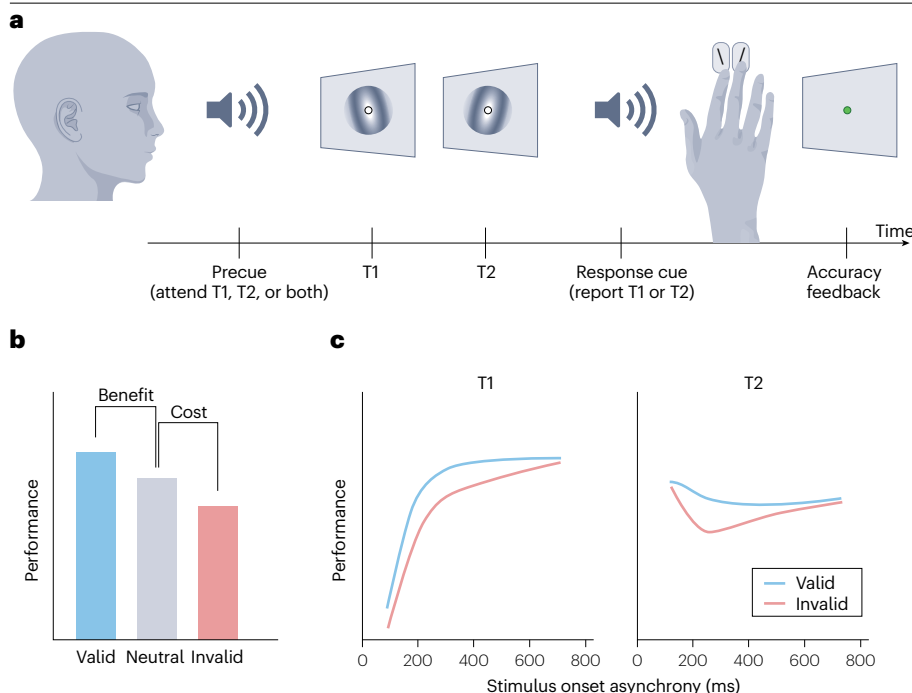 a
Time
Precue
(attend T1, T2, or both)
T1
T2
Response cue
(report T1 or T2)
Accuracy
feedback
b
Performance
Benefit
Cost
Valid Neutral Invalid
c
T1
T2
Performance
Valid
Invalid
0 200 400 600 800 0 200 400 600 800
Stimulus onset asynchrony (ms)